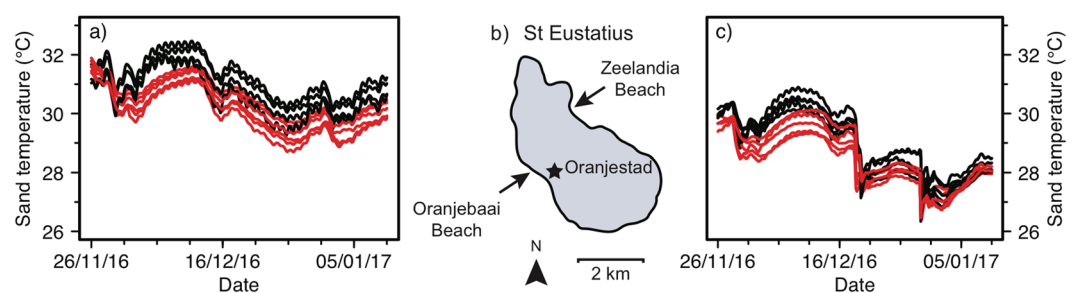 a)
Sand temperature (°C)
32
30
28
26
26/11/16
16/12/16
05/01/17
Date
b)
St Eustatius
Zeelandia
Beach
Oranjestad
Oranjebaai
Beach
N
2 km
c)
32
30
28
26
Sand temperature (°C)
26/11/16
16/12/16
05/01/17
Date